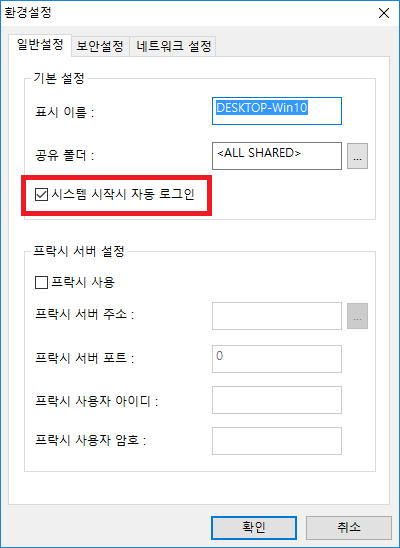 환경설정
일반설정 보안설정 네트워크 설정
기본 설정
표시 이름 : DESKTOP-Win10
공유 폴더 : <ALL SHARED> ...
시스템 시작시 자동 로그인
프락시 서버 설정
프락시 사용
프락시 서버 주소 : ...
프락시 서버 포트 : 0
프락시 사용자 아이디 :
프락시 사용자 암호 :
확인 취소